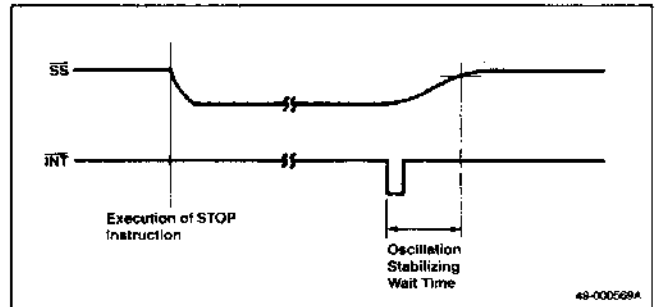 SS
INT
Execution of STOP
Instruction
Oscillation
Stabilizing
Wait Time
49-000569A